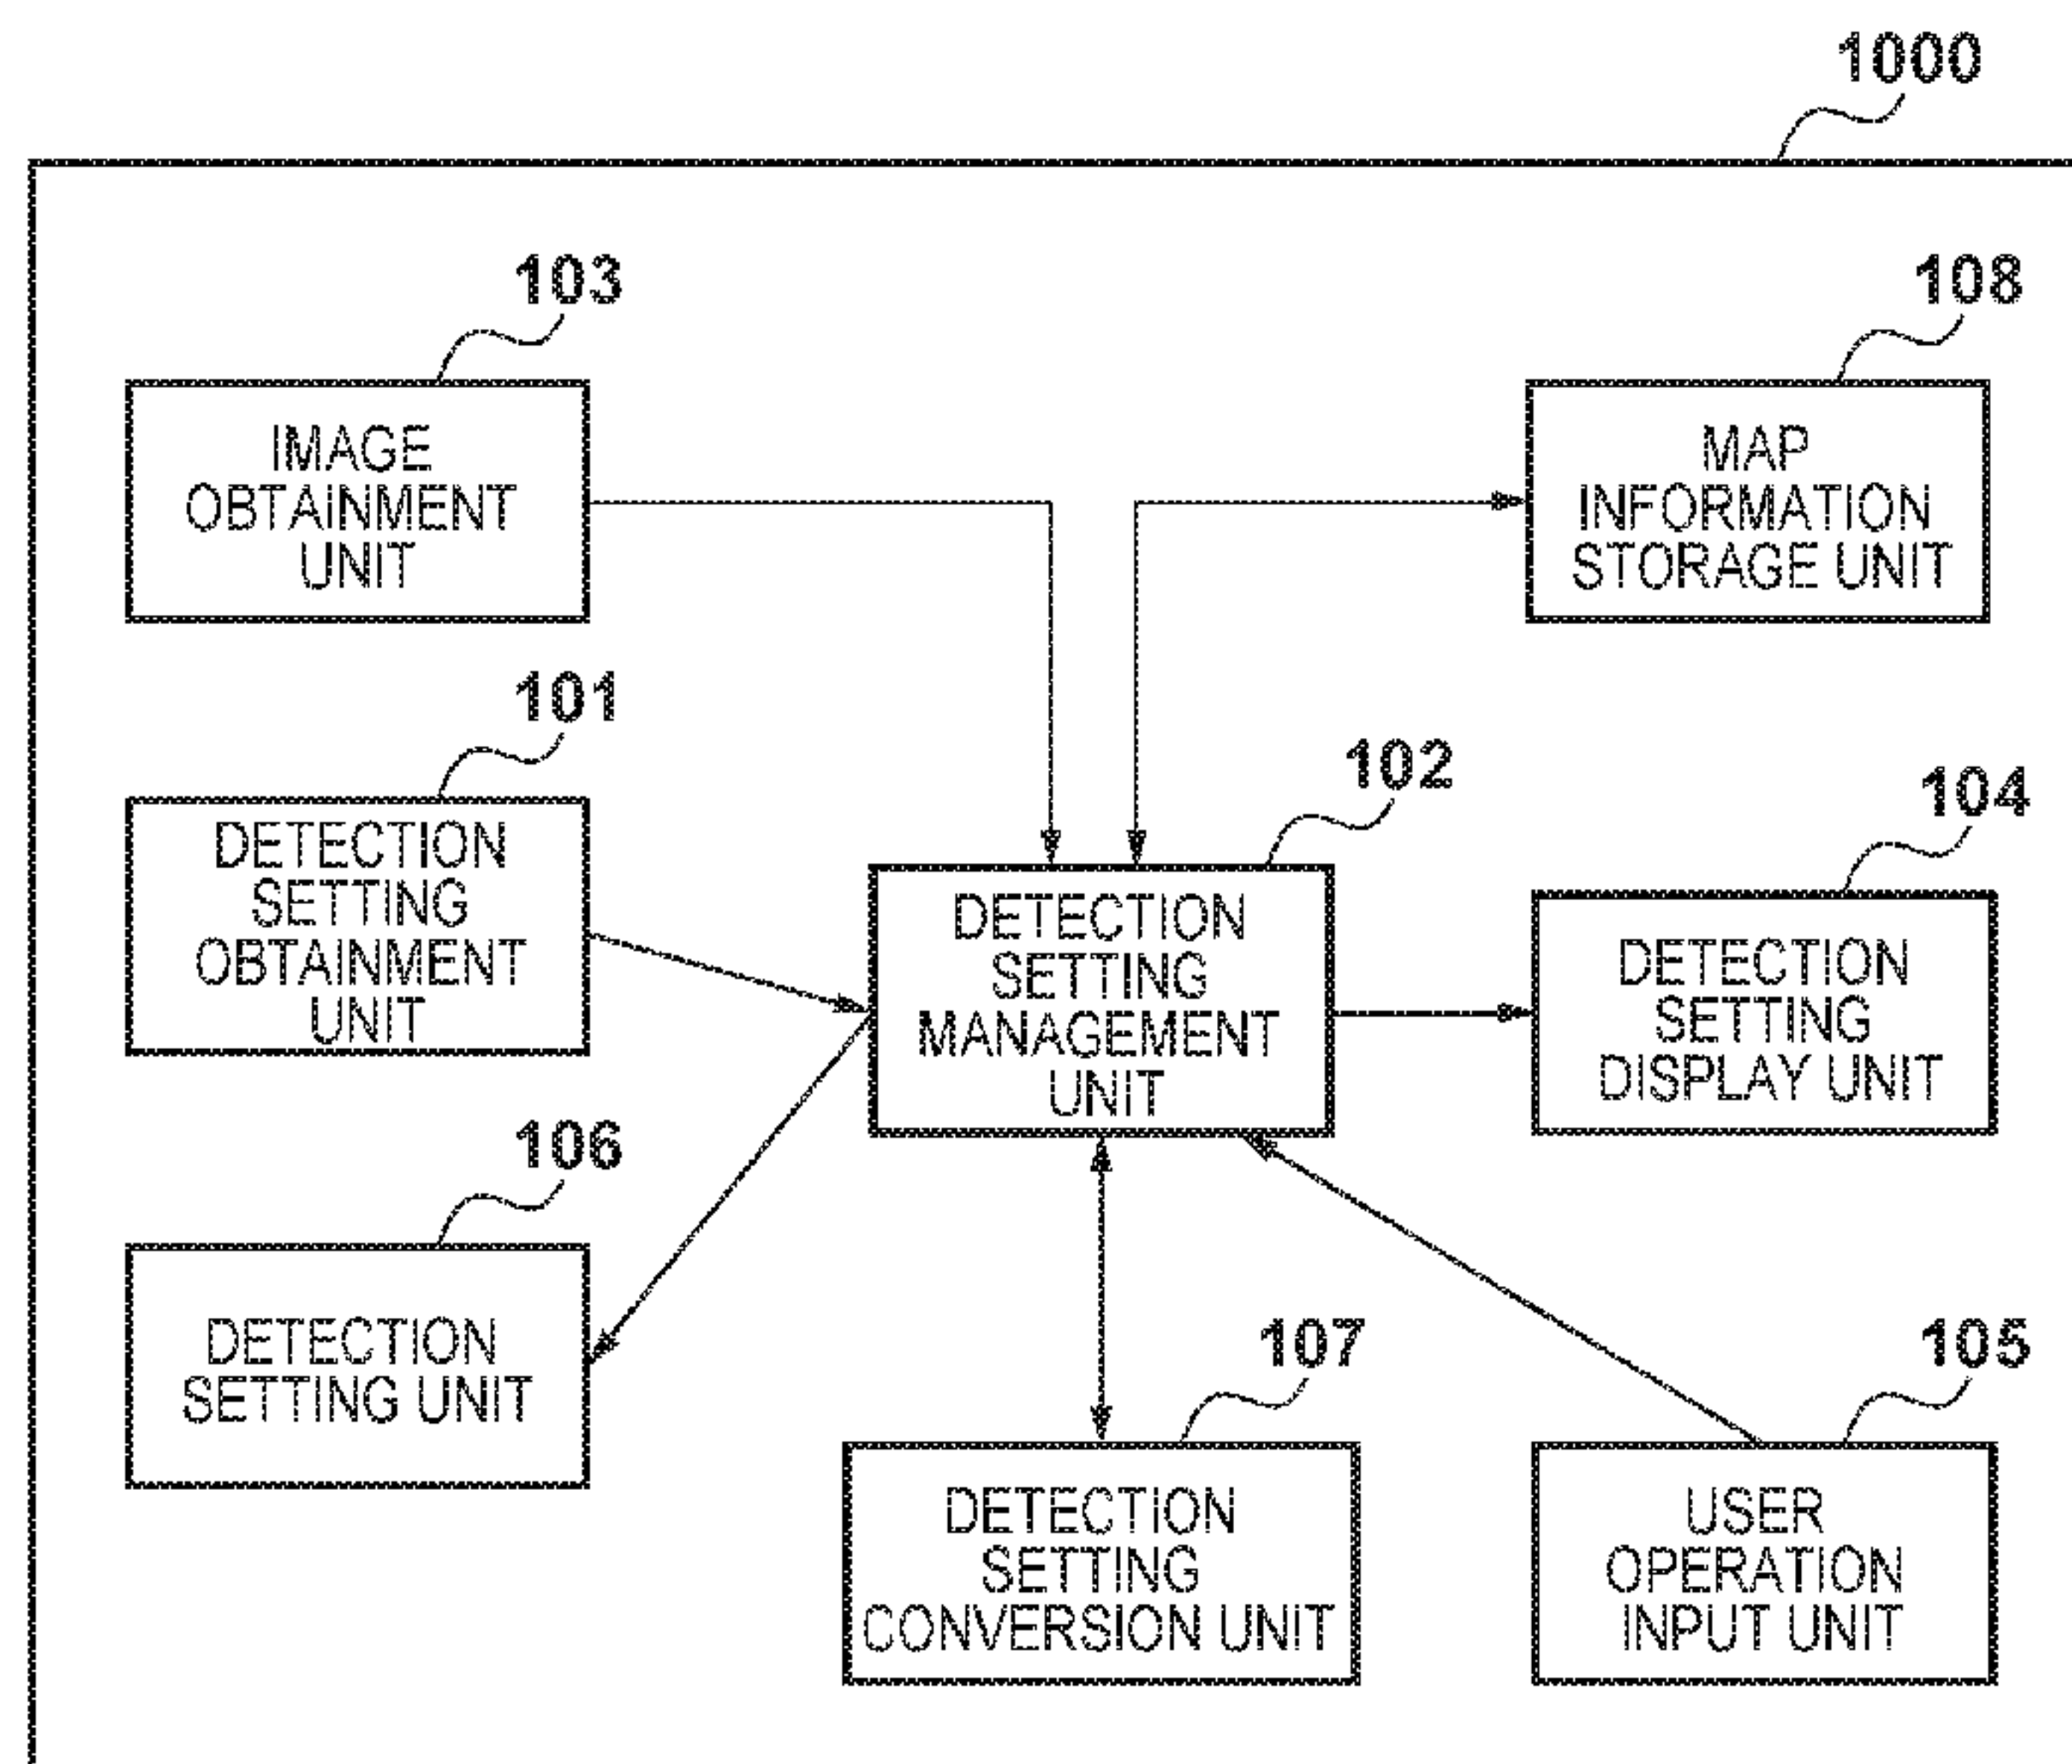 1000
103
IMAGE
OBTAINMENT
UNIT
108
MAP
INFORMATION
STORAGE UNIT
101
DETECTION
SETTING
OBTAINMENT
UNIT
102
DETECTION
SETTING
MANAGEMENT
UNIT
104
DETECTION
SETTING
DISPLAY UNIT
106
DETECTION
SETTING UNIT
107
DETECTION
SETTING
CONVERSION UNIT
105
USER
OPERATION
INPUT UNIT